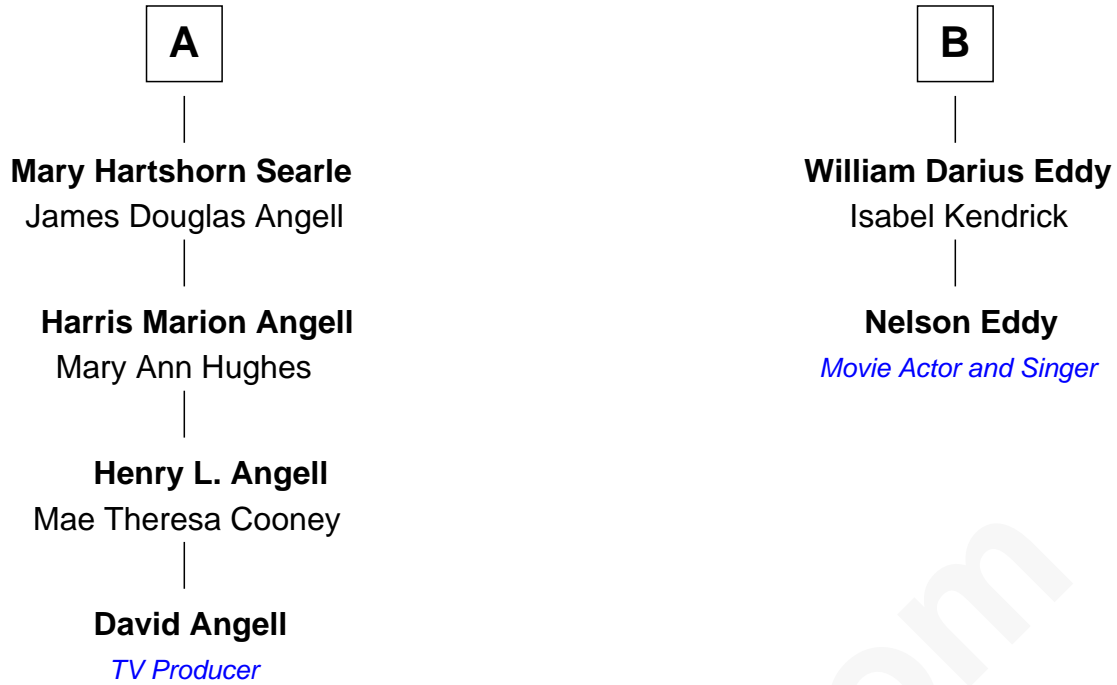 A
Mary Hartshorn Searle
James Douglas Angell
Harris Marion Angell
Mary Ann Hughes
Henry L. Angell
Mae Theresa Cooney
David Angell
TV Producer
B
William Darius Eddy
Isabel Kendrick
Nelson Eddy
Movie Actor and Singer
om